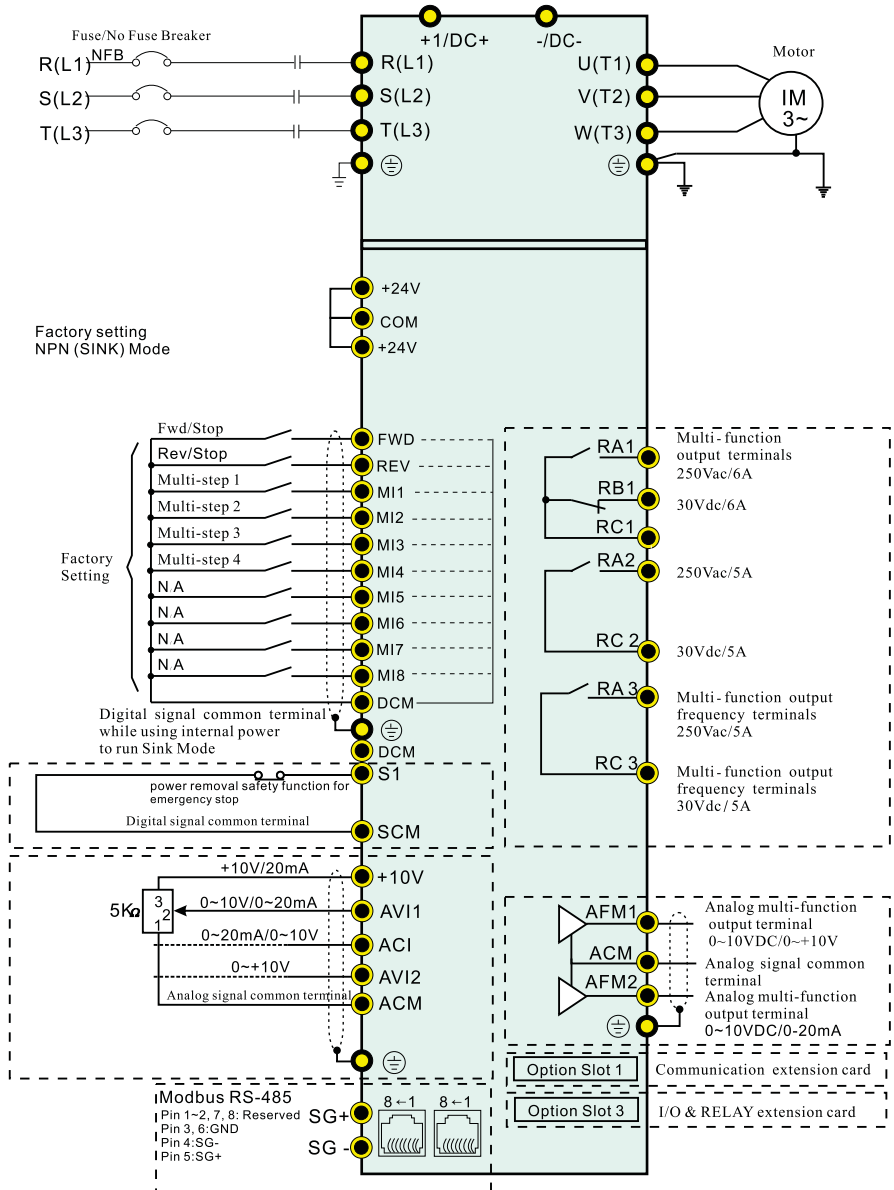 +1/DC+
-/DC-
Fuse/No Fuse Breaker
R(L1)
NFB
S(L2)
T(L3)
R(L1)
S(L2)
T(L3)
U(T1)
V(T2)
W(T3)
Motor
IM
3~
+24V
COM
+24V
Factory setting
NPN (SINK) Mode
Factory
Setting
Fwd/Stop
FWD
Rev/Stop
REV
Multi-step 1
MI1
Multi-step 2
MI2
Multi-step 3
MI3
Multi-step 4
MI4
N.A
MI5
N.A
MI6
N.A
MI7
N.A
MI8
DCM
Digital signal common terminal
while using internal power
to run Sink Mode
DCM
S1
power removal safety function for
emergency stop
Digital signal common terminal
SCM
+10V/20mA
+10V
5KΩ
3
2
1
0~10V/0~20mA
AVI1
0~20mA/0~10V
ACI
0~+10V
AVI2
Analog signal common terminal
ACM
Modbus RS-485
Pin 1~2, 7, 8: Reserved
Pin 3, 6:GND
Pin 4:SG-
Pin 5:SG+
SG+
SG -
8←1
8←1
RA1
RB1
RC1
Multi-function
output terminals
250Vac/6A
30Vdc/6A
RA2
250Vac/5A
RC 2
30Vdc/5A
RA 3
Multi-function output
frequency terminals
250Vac/5A
RC 3
Multi-function output
frequency terminals
30Vdc/5A
AFM1
Analog multi-function
output terminal
0~10VDC/0~+10V
ACM
Analog signal common
terminal
AFM2
Analog multi-function
output terminal
0~10VDC/0-20mA
Option Slot 1
Communication extension card
Option Slot 3
I/O & RELAY extension card